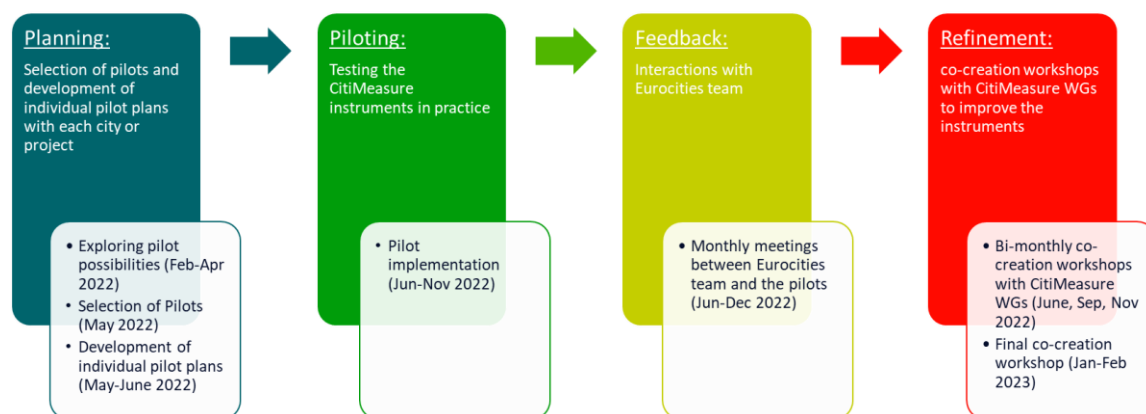 Planning:
Selection of pilots and
development of
individual pilot plans
with each city or
project
• Exploring pilot
possibilities (Feb-Apr
2022)
• Selection of Pilots
(May 2022)
• Development of
individual pilot plans
(May-June 2022)
Piloting:
Testing the
CitiMeasure
instruments in practice
• Pilot
implementation
(Jun-Nov 2022)
Feedback:
Interactions with
Eurocities team
• Monthly meetings
between Eurocities
team and the pilots
(Jun-Dec 2022)
Refinement:
co-creation workshops
with CitiMeasure WGs
to improve the
instruments
• Bi-monthly co-
creation workshops
with CitiMeasure
WGs (June, Sep, Nov
2022)
• Final co-creation
workshop (Jan-Feb
2023)